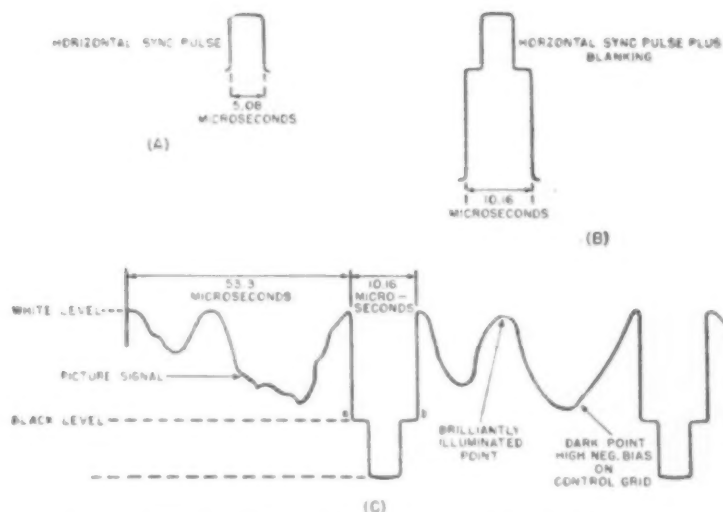 HORIZONTAL SYNC PULSE
5.08
MICROSECONDS
(A)
HORIZONTAL SYNC PULSE PLUS
BLANKING
10.16
MICROSECONDS
(B)
53.3
MICROSECONDS
10.16
MICRO-
SECONDS
WHITE LEVEL
PICTURE SIGNAL
BLACK LEVEL
BRILLIANTLY
ILLUMINATED
POINT
DARK POINT
HIGH NEG. BIAS
ON
CONTROL GRID
(C)